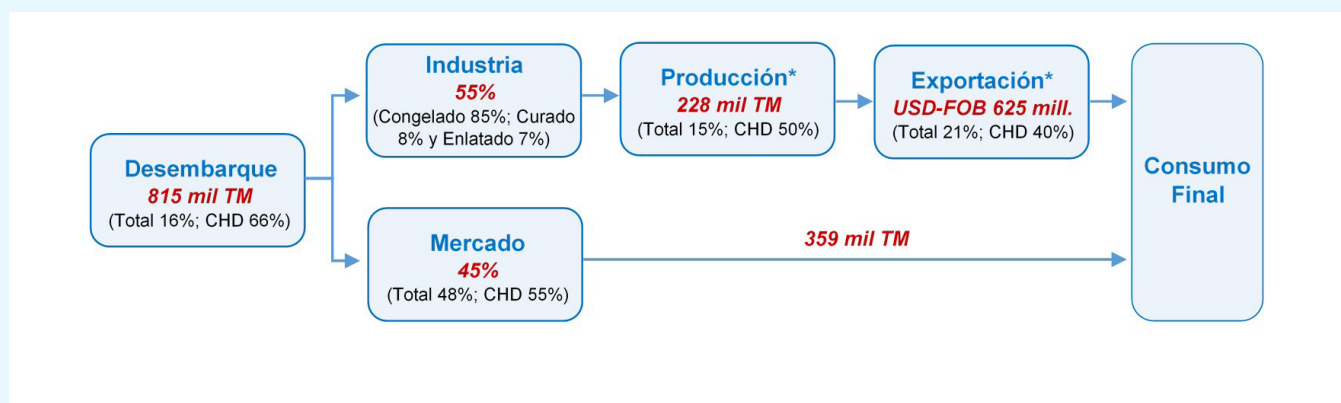 Desembarque
815 mil TM
(Total 16%; CHD 66%)
Industria
55%
(Congelado 85%; Curado
8% y Enlatado 7%)
Producción*
228 mil TM
(Total 15%; CHD 50%)
Exportación*
USD-FOB 625 mill.
(Total 21%; CHD 40%)
Mercado
45%
(Total 48%; CHD 55%)
359 mil TM
Consumo
Final